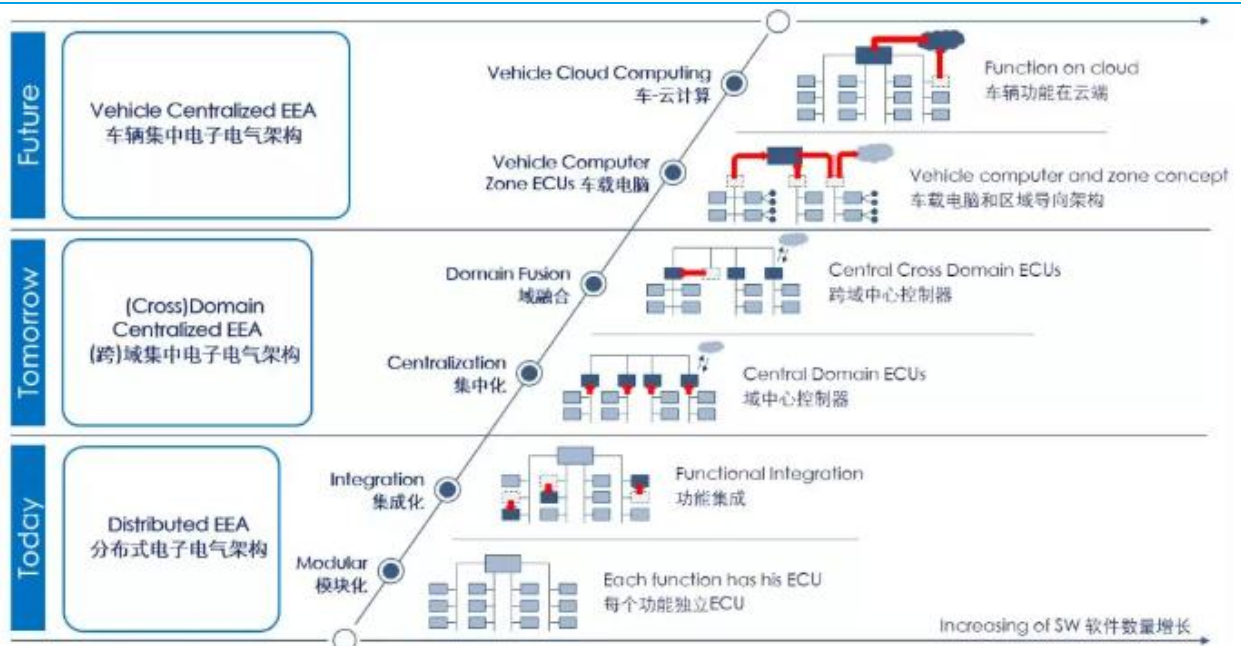 Future
Vehicle Centralized EEA
车辆集中电子电气架构
Vehicle Cloud Computing
车-云计算
Function on cloud
车辆功能在云端
Vehicle Computer
Zone ECUs 车载电脑
Vehicle computer and zone concept
车载电脑和区域导向架构
Tomorrow
(Cross)Domain
Centralized EEA
(跨)域集中电子电气架构
Domain Fusion
域融合
Central Cross Domain ECUs
跨域中心控制器
Centralization
集中化
Central Domain ECUs
域中心控制器
Today
Distributed EEA
分布式电子电气架构
Integration
集成化
Functional Integration
功能集成
Modular
模块化
Each function has his ECU
每个功能独立ECU
Increasing of SW 软件数量增长